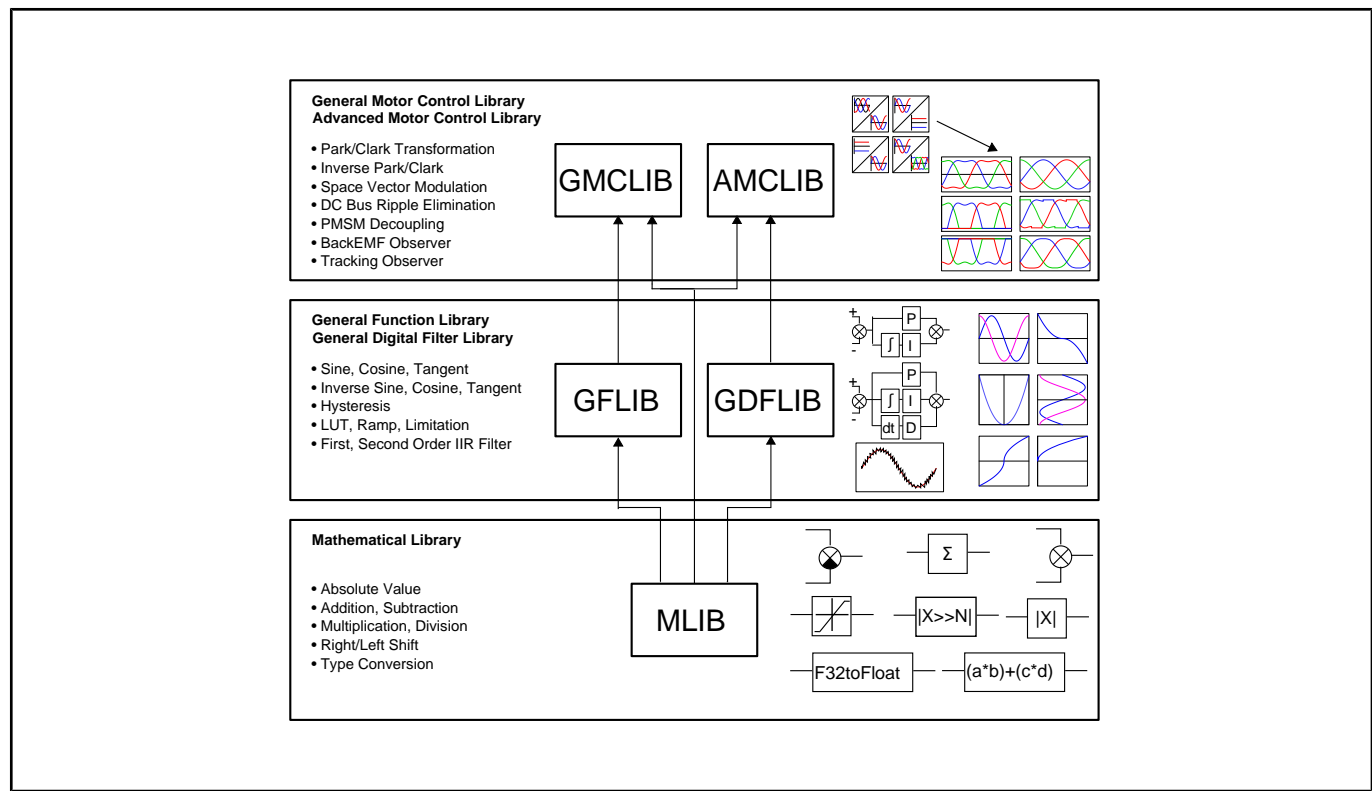 General Motor Control Library
Advanced Motor Control Library
• Park/Clark Transformation
• Inverse Park/Clark
• Space Vector Modulation
• DC Bus Ripple Elimination
• PMSM Decoupling
• BackEMF Observer
• Tracking Observer
GMCLIB
AMCLIB
General Function Library
General Digital Filter Library
• Sine, Cosine, Tangent
• Inverse Sine, Cosine, Tangent
• Hysteresis
• LUT, Ramp, Limitation
• First, Second Order IIR Filter
GFLIB
GDFLIB
+
P
-
∫ I
+
P
∫ I
-
dt D
Mathematical Library
• Absolute Value
• Addition, Subtraction
• Multiplication, Division
• Right/Left Shift
• Type Conversion
MLIB
Σ
|X>>N|
|X|
F32toFloat
(a*b)+(c*d)